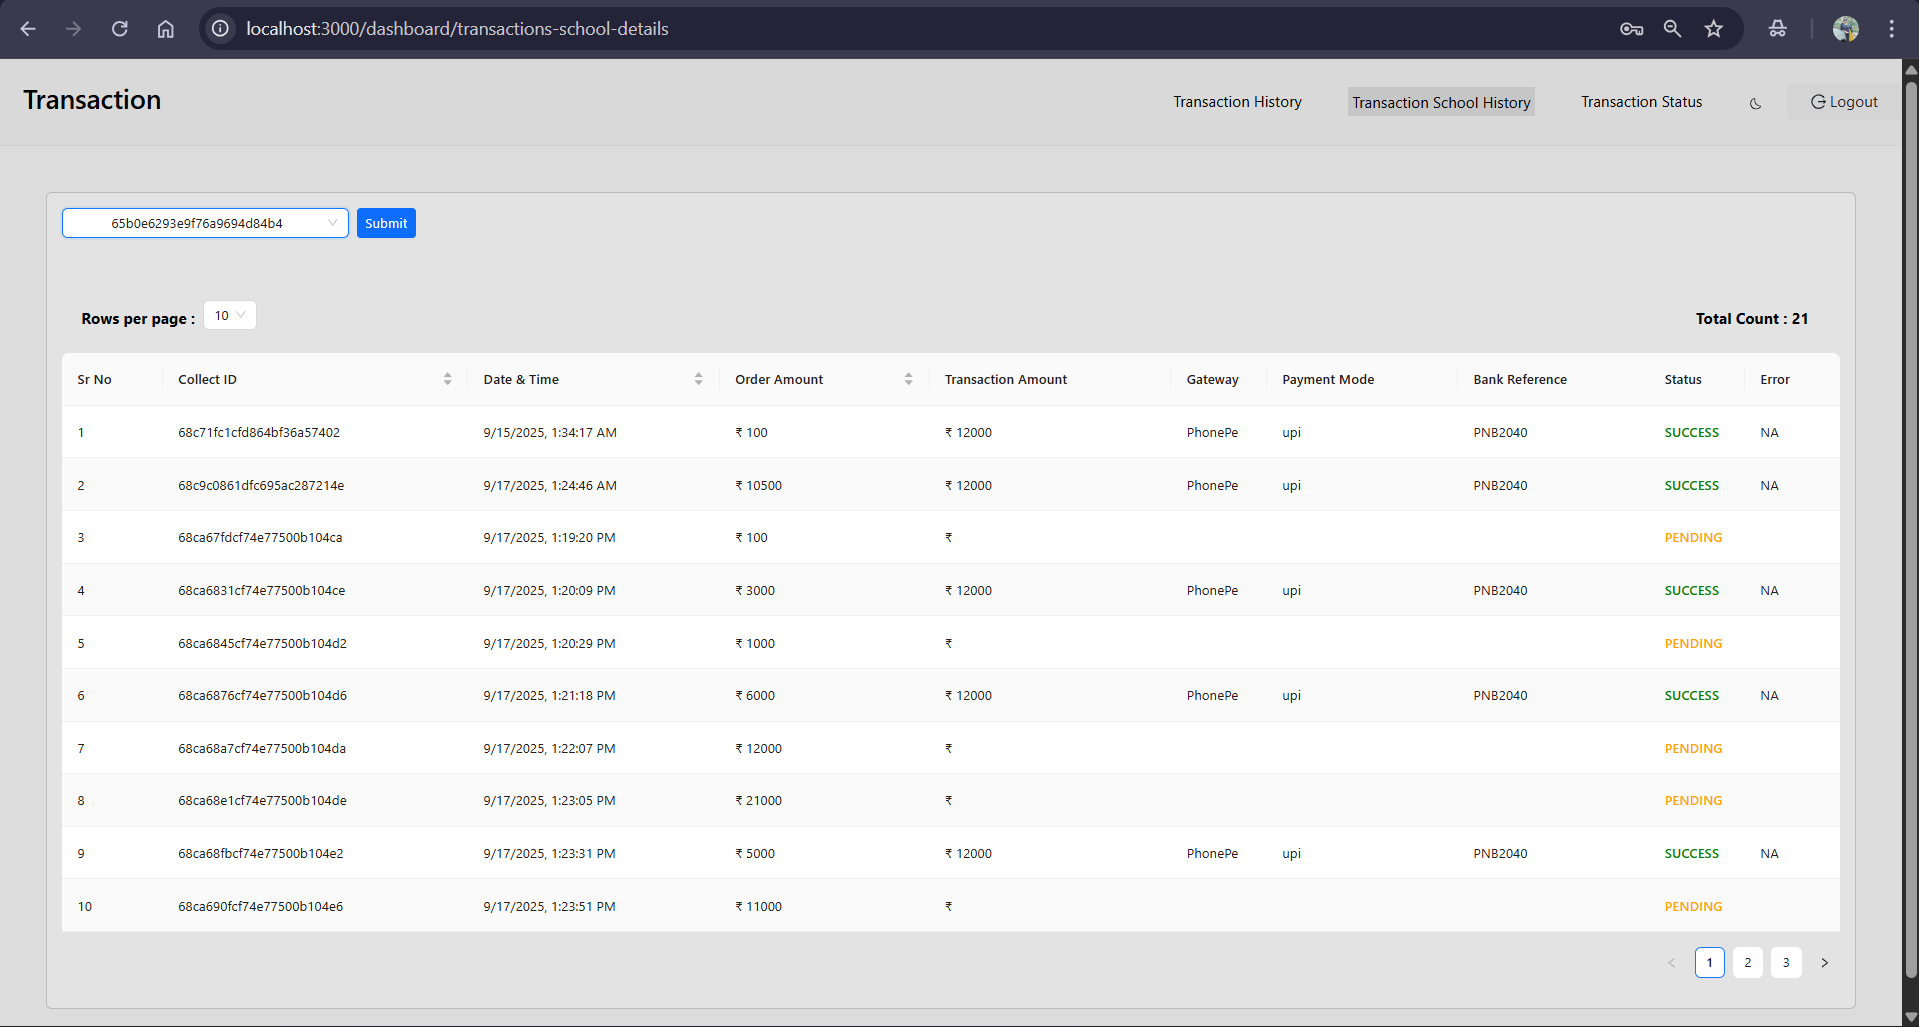 localhost:3000/dashboard/transactions-school-details
Transaction
Transaction History Transaction School History Transaction Status Logout
65b0e6293e9f76a9694d84b4 Submit
Rows per page : 10 Total Count : 21
Sr No Collect ID Date & Time Order Amount Transaction Amount Gateway Payment Mode Bank Reference Status Error
1 68c71fc1cfd864bf36a57402 9/15/2025, 1:34:17 AM ₹ 100 ₹ 12000 PhonePe upi PNB2040 SUCCESS NA
2 68c9c0861dfc695ac287214e 9/17/2025, 1:24:46 AM ₹ 10500 ₹ 12000 PhonePe upi PNB2040 SUCCESS NA
3 68ca67fdcf74e77500b104ca 9/17/2025, 1:19:20 PM ₹ 100 ₹ PENDING
4 68ca6831cf74e77500b104ce 9/17/2025, 1:20:09 PM ₹ 3000 ₹ 12000 PhonePe upi PNB2040 SUCCESS NA
5 68ca6845cf74e77500b104d2 9/17/2025, 1:20:29 PM ₹ 1000 ₹ PENDING
6 68ca6876cf74e77500b104d6 9/17/2025, 1:21:18 PM ₹ 6000 ₹ 12000 PhonePe upi PNB2040 SUCCESS NA
7 68ca68a7cf74e77500b104da 9/17/2025, 1:22:07 PM ₹ 12000 ₹ PENDING
8 68ca68e1cf74e77500b104de 9/17/2025, 1:23:05 PM ₹ 21000 ₹ PENDING
9 68ca68fbcf74e77500b104e2 9/17/2025, 1:23:31 PM ₹ 5000 ₹ 12000 PhonePe upi PNB2040 SUCCESS NA
10 68ca690fcf74e77500b104e6 9/17/2025, 1:23:51 PM ₹ 11000 ₹ PENDING
1 2 3